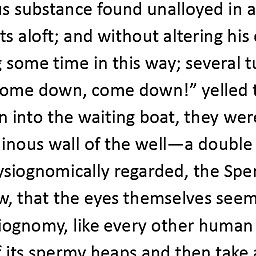 us substance found unalloyed in a
ts aloft; and without altering his
g some time in this way; several tu
ome down, come down!” yelled t
n into the waiting boat, they were
inous wall of the well—a double
ysiognomically regarded, the Sper
w, that the eyes themselves seem
iognomy, like every other human
f its spermy heaps and then take a